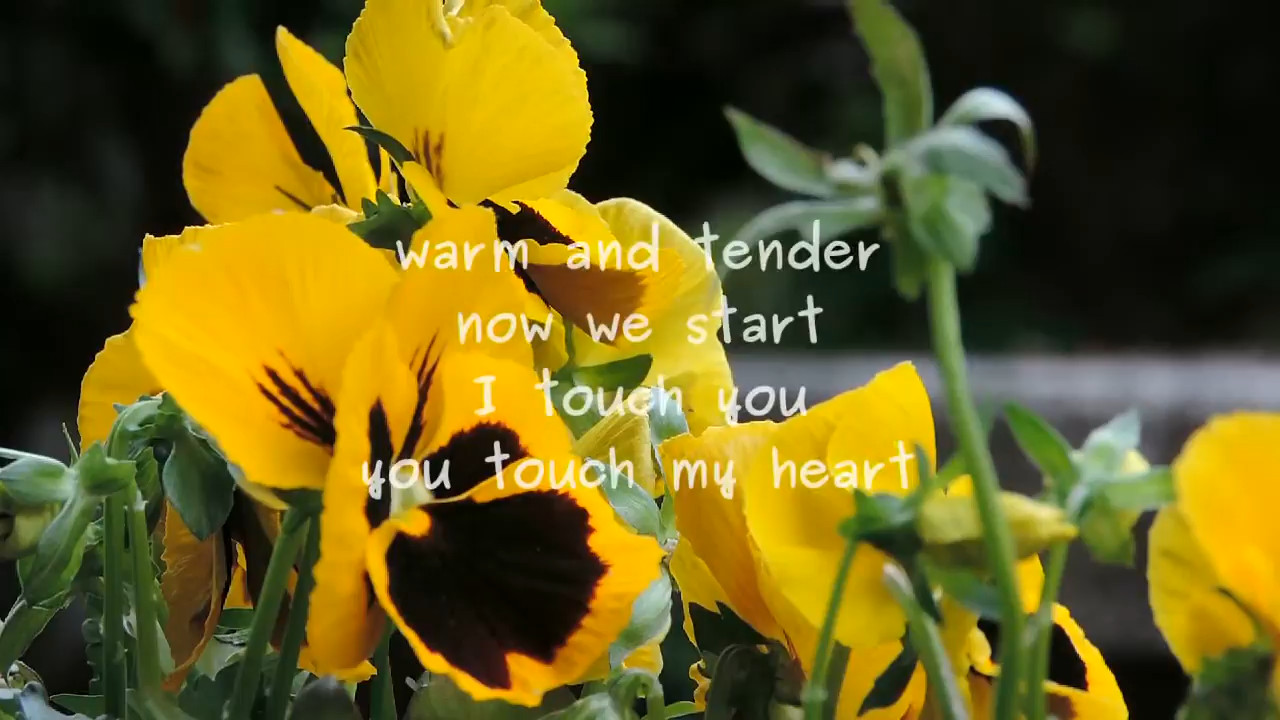 warm and tender
now we start
I touch you
you touch my heart